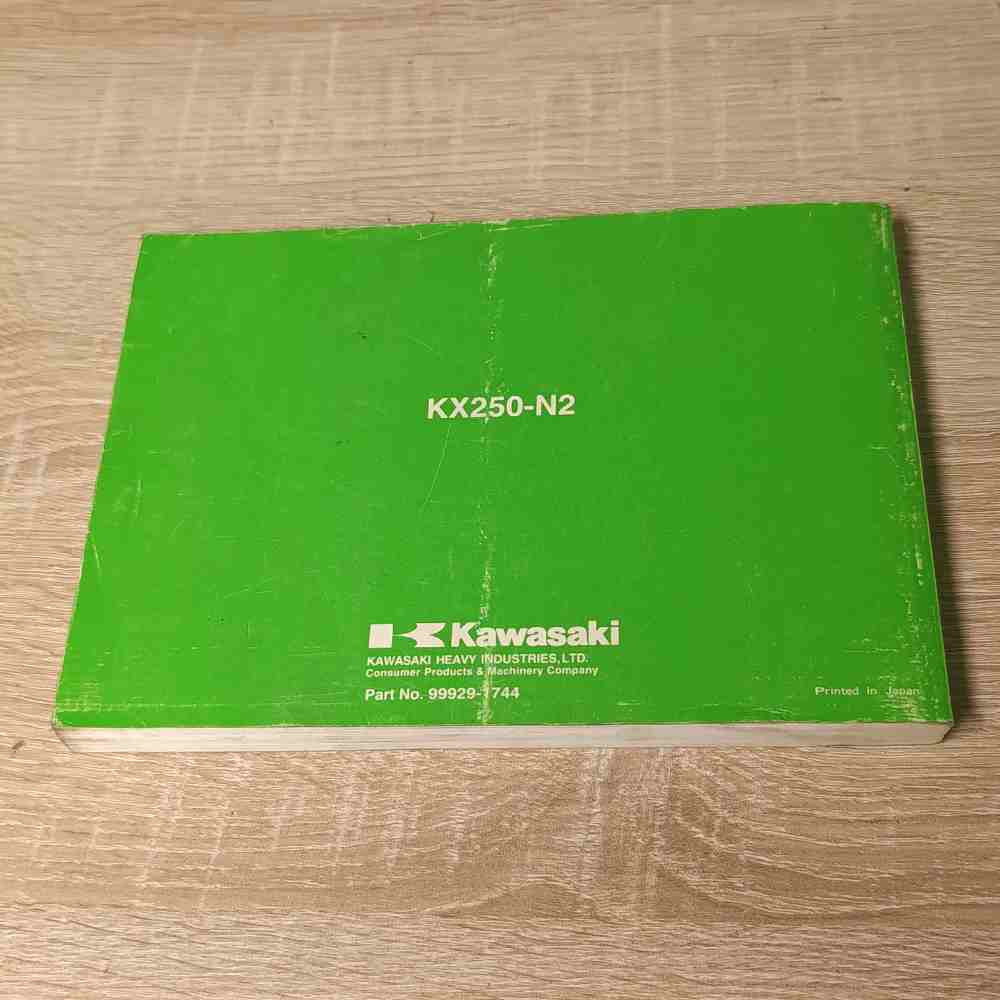 KX250-N2
Kawasaki
KAWASAKI HEAVY INDUSTRIES,LTD.
Consumer Products & Machinery Company
Part No. 99929-1744
Printed in Japan